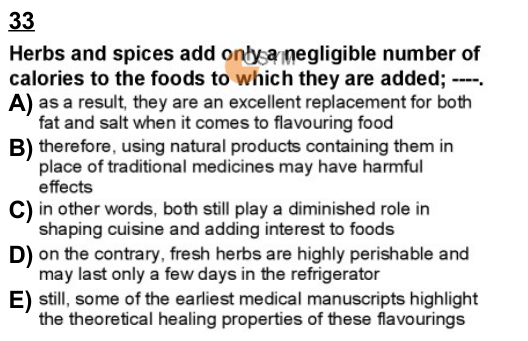 33
Herbs and spices add only a negligible number of
calories to the foods to which they are added; ----.
A) as a result, they are an excellent replacement for both
fat and salt when it comes to flavouring food
B) therefore, using natural products containing them in
place of traditional medicines may have harmful
effects
C) in other words, both still play a diminished role in
shaping cuisine and adding interest to foods
D) on the contrary, fresh herbs are highly perishable and
may last only a few days in the refrigerator
E) still, some of the earliest medical manuscripts highlight
the theoretical healing properties of these flavourings